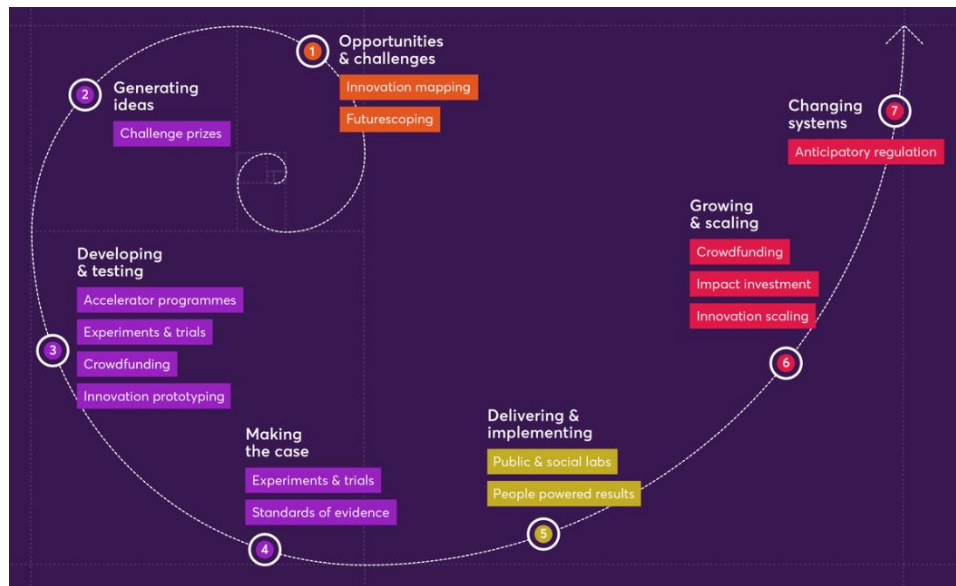 1
Opportunities
& challenges
Innovation mapping
Futurescoping
2
Generating
ideas
Challenge prizes
3
Developing
& testing
Accelerator programmes
Experiments & trials
Crowdfunding
Innovation prototyping
4
Making
the case
Experiments & trials
Standards of evidence
5
Delivering &
implementing
Public & social labs
People powered results
6
Growing
& scaling
Crowdfunding
Impact investment
Innovation scaling
7
Changing
systems
Anticipatory regulation